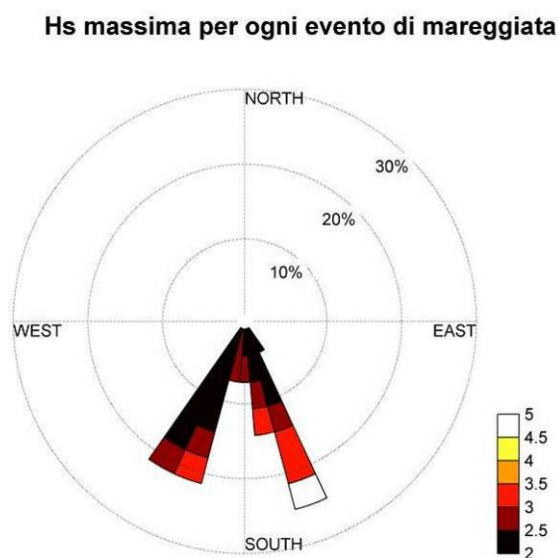 Hs massima per ogni evento di mareggiata
NORTH
30%
20%
10%
WEST
EAST
SOUTH
5
4.5
4
3.5
3
2.5
2